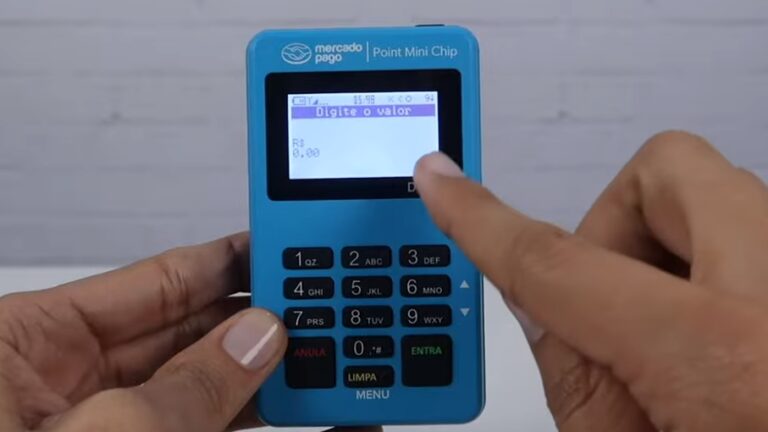 mercado pago | Point Mini Chip
Digite o valor
R$
0,00
1 QZ. 2 ABC 3 DEF
4 GHI 5 JKL 6 MNO
7 PRS 8 TUV 9 WXY
ANULA 0 .*# ENTRA
LIMPA
MENU